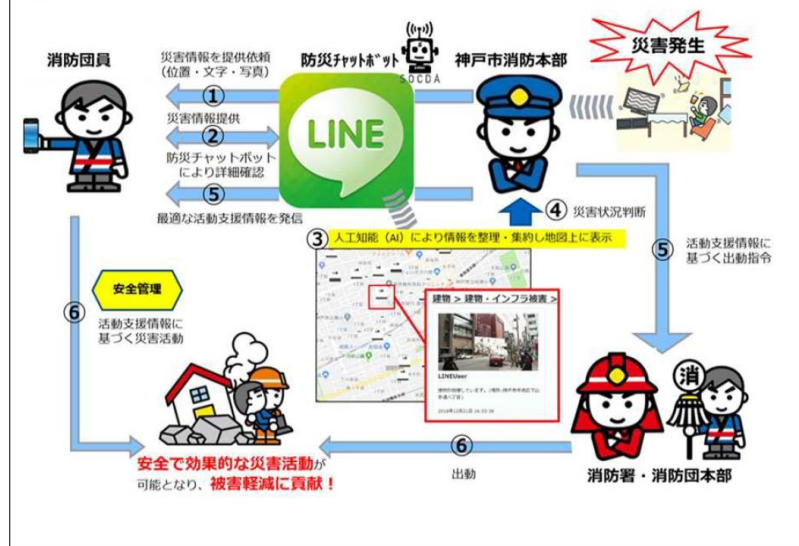 災害発生
消防団員
災害情報を提供依頼
（位置・文字・写真）
防災チャットボット
SOCDA
神戸市消防本部
①
災害情報提供
②
LINE
防災チャットボット
により詳細確認
⑤
最適な活動支援情報を発信
④ 災害状況判断
③ 人工知能（AI）により情報を整理・集約し地図上に表示
⑤
活動支援情報に
基づく出動指令
安全管理
⑥
活動支援情報に
基づく災害活動
建物 > 建物・インフラ被害 >
LINEUser
消
⑥
出動
消防署・消防団本部
安全で効果的な災害活動が
可能となり、被害軽減に貢献！